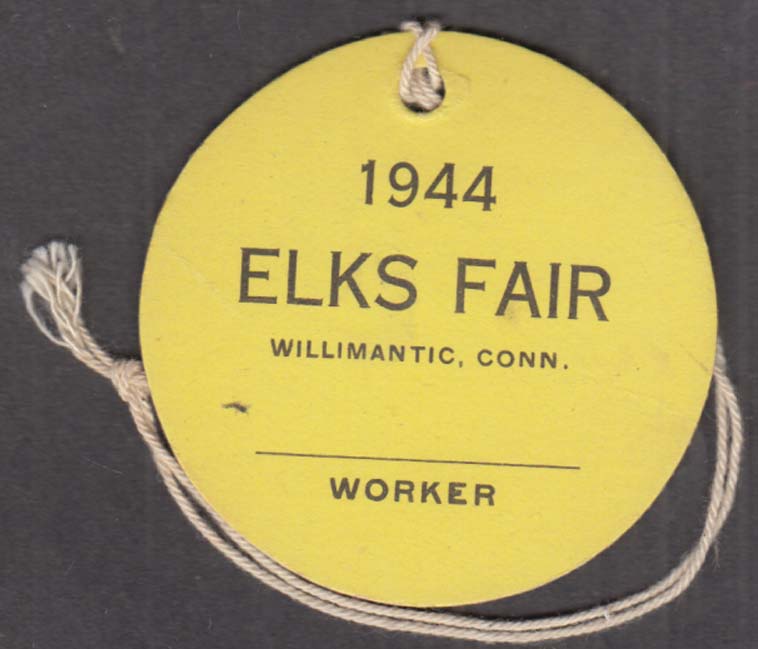 1944
ELKS FAIR
WILLIMANTIC, CONN.
WORKER